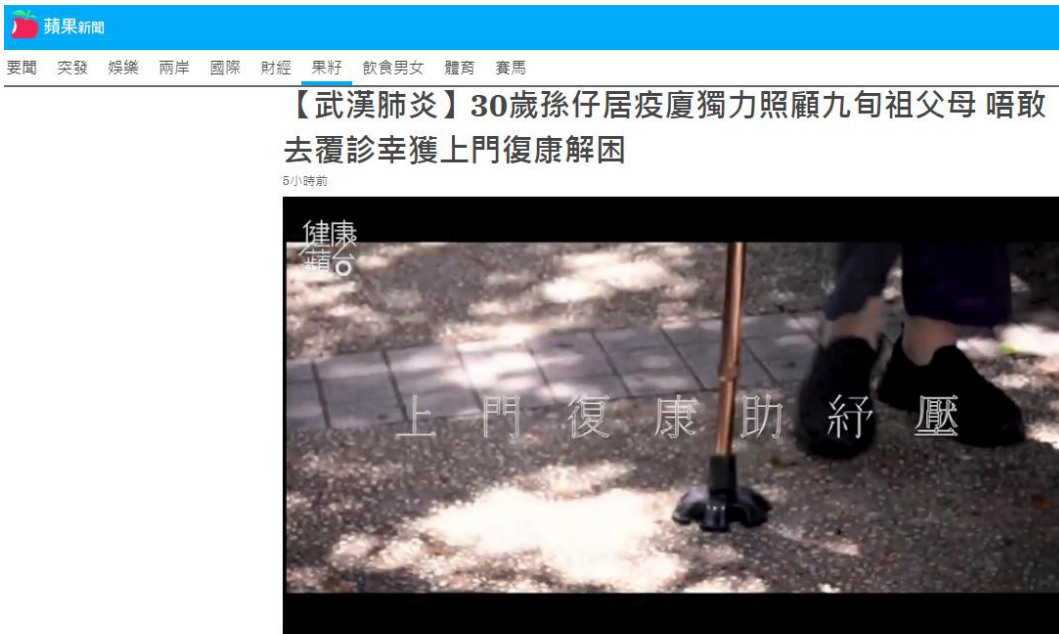 蘋果新聞
要聞 突發 娛樂 兩岸 國際 財經 果籽 飲食男女 體育 賽馬
【武漢肺炎】30歲孫仔居疫廈獨力照顧九旬祖父母 唔敢
去覆診幸獲上門復康解困
5小時前
健康
蘋台
上門復康助紓壓